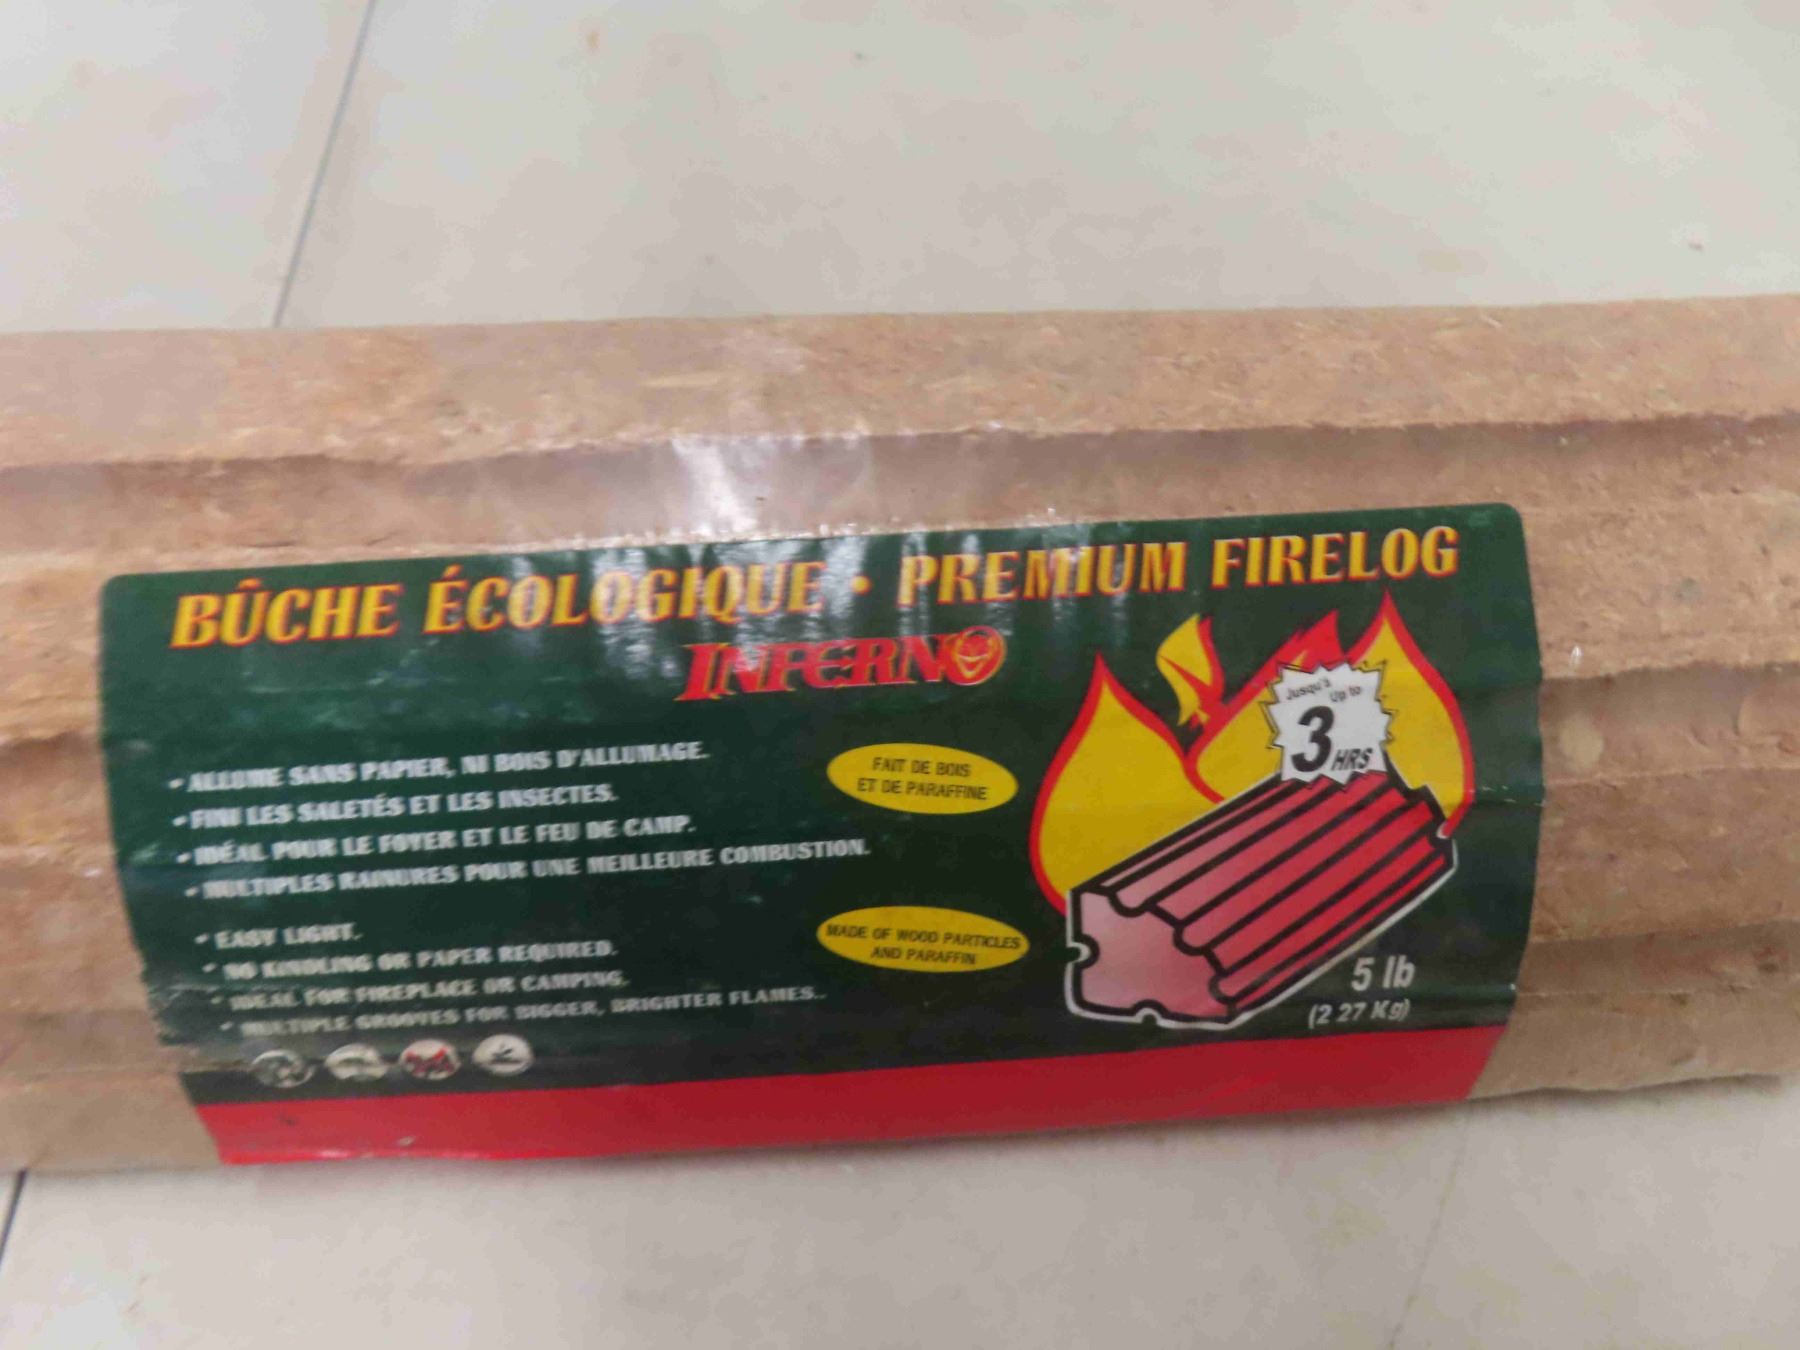 BÛCHE ÉCOLOGIQUE • PREMIUM FIRELOG
INFERNO
• ALLUME SANS PAPIER, NI BOIS D'ALLUMAGE.
• FINI LES SALETÉS ET LES INSECTES.
• IDÉAL POUR LE FOYER ET LE FEU DE CAMP.
• MULTIPLES RAINURES POUR UNE MEILLEURE COMBUSTION.
FAIT DE BOIS
ET DE PARAFFINE
• EASY LIGHT.
• NO KINDLING OR PAPER REQUIRED.
• IDEAL FOR FIREPLACE OR CAMPING.
• MULTIPLE GROOVES FOR BIGGER, BRIGHTER FLAMES..
MADE OF WOOD PARTICLES
AND PARAFFIN
Jusqu'à
Up to
3 HRS
5 lb
(2 27 Kg)